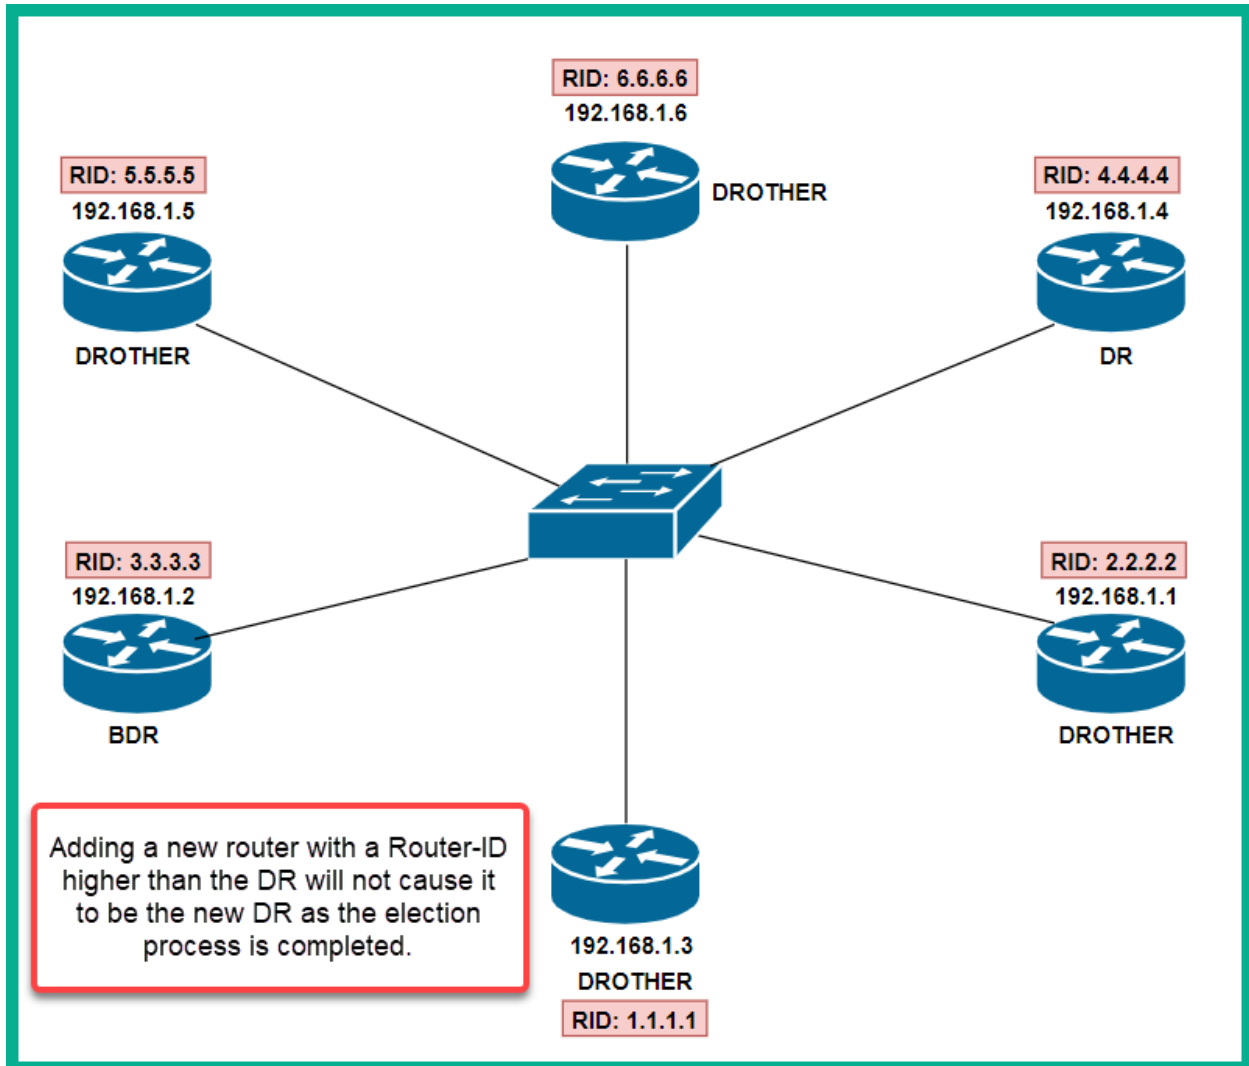 RID: 6.6.6.6
192.168.1.6
DROTHER
RID: 5.5.5.5
192.168.1.5
DROTHER
RID: 4.4.4.4
192.168.1.4
DR
RID: 3.3.3.3
192.168.1.2
BDR
RID: 2.2.2.2
192.168.1.1
DROTHER
Adding a new router with a Router-ID
higher than the DR will not cause it
to be the new DR as the election
process is completed.
192.168.1.3
DROTHER
RID: 1.1.1.1